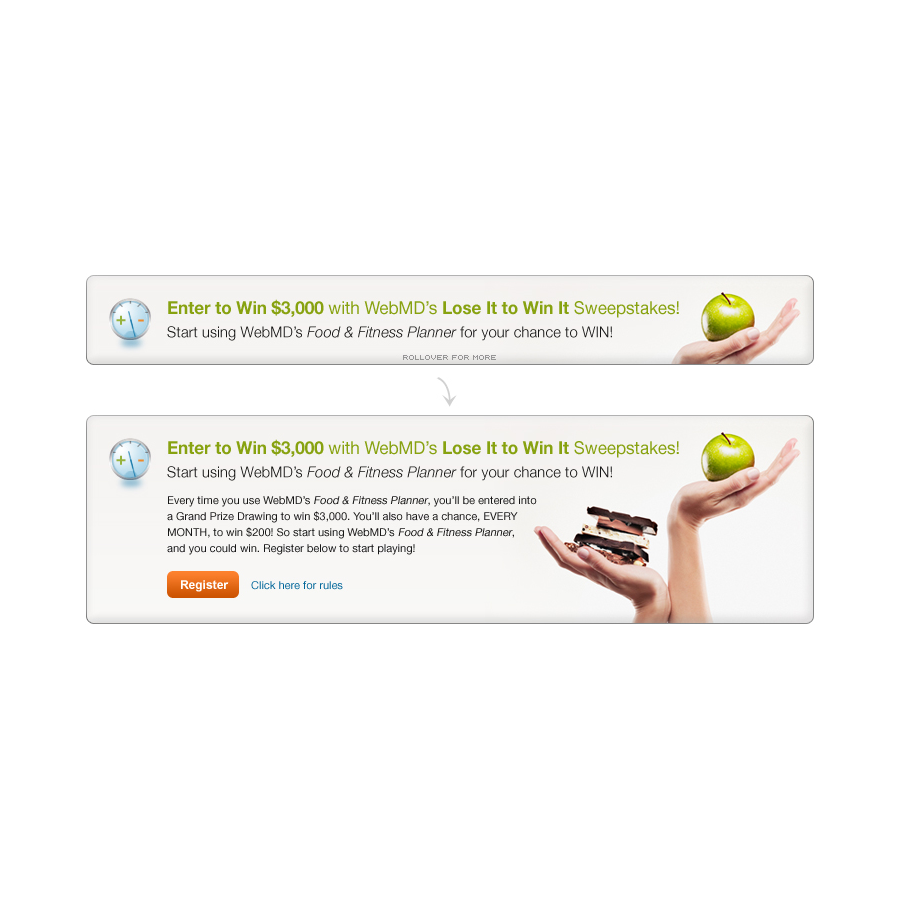 Enter to Win $3,000 with WebMD's Lose It to Win It Sweepstakes!
Start using WebMD's Food & Fitness Planner for your chance to WIN!
ROLLOVER FOR MORE
Enter to Win $3,000 with WebMD's Lose It to Win It Sweepstakes!
Start using WebMD's Food & Fitness Planner for your chance to WIN!
Every time you use WebMD's Food & Fitness Planner, you'll be entered into
a Grand Prize Drawing to win $3,000. You'll also have a chance, EVERY
MONTH, to win $200! So start using WebMD's Food & Fitness Planner,
and you could win. Register below to start playing!
Register Click here for rules